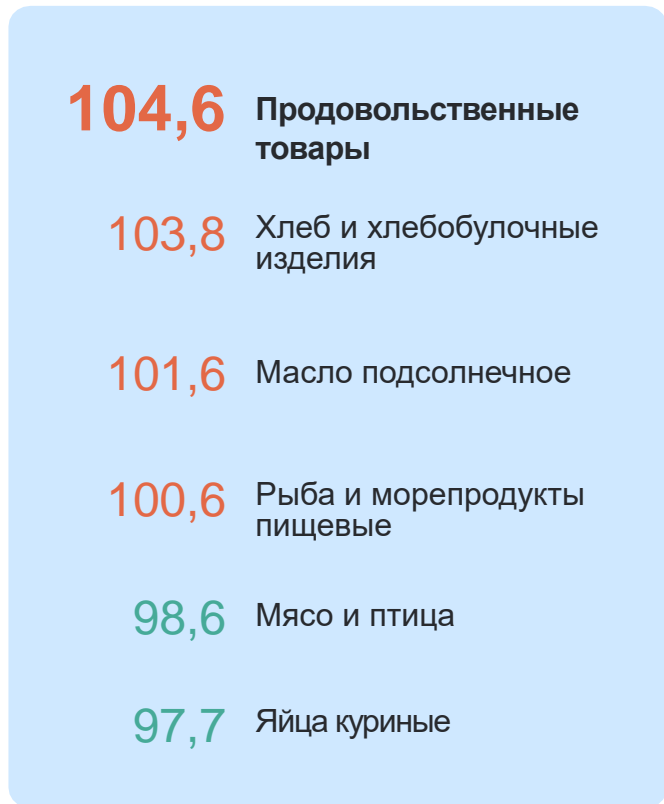 104,6 Продовольственные
товары
103,8 Хлеб и хлебобулочные
изделия
101,6 Масло подсолнечное
100,6 Рыба и морепродукты
пищевые
98,6 Мясо и птица
97,7 Яйца куриные